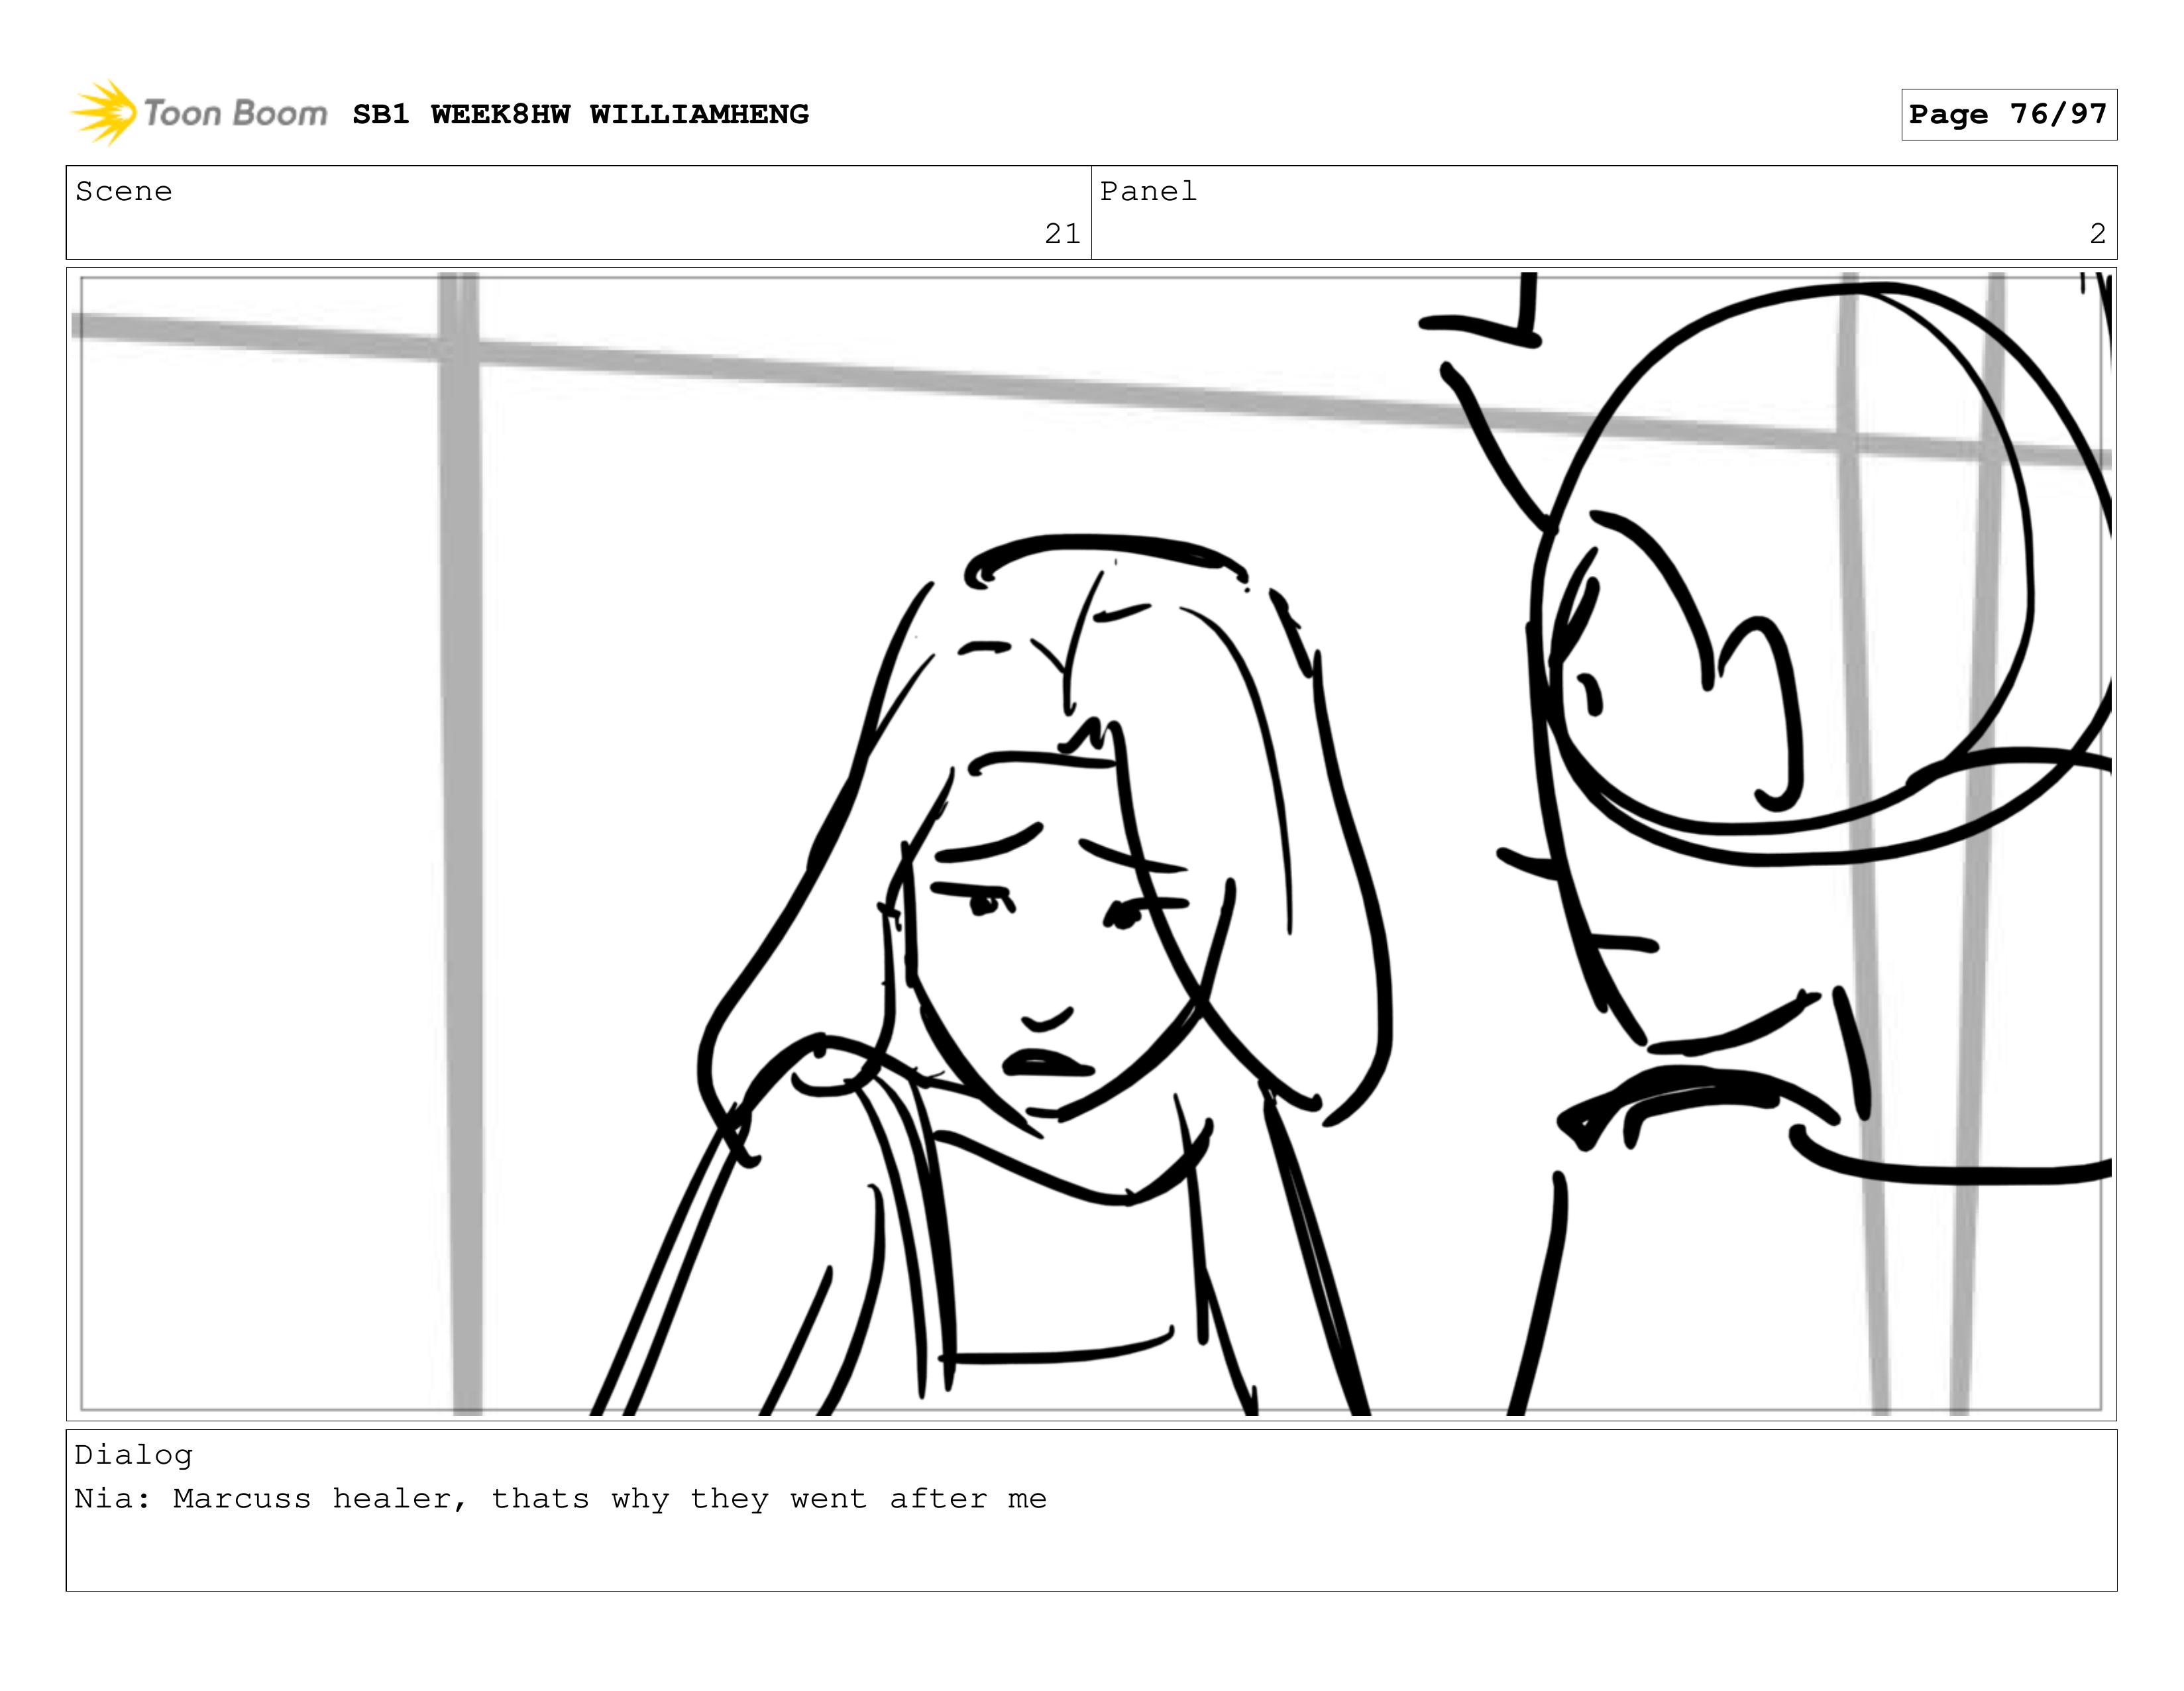 Toon Boom SB1 WEEK8HW WILLIAMHENG Page 76/97
Scene Panel
21 2
Dialog
Nia: Marcuss healer, thats why they went after me